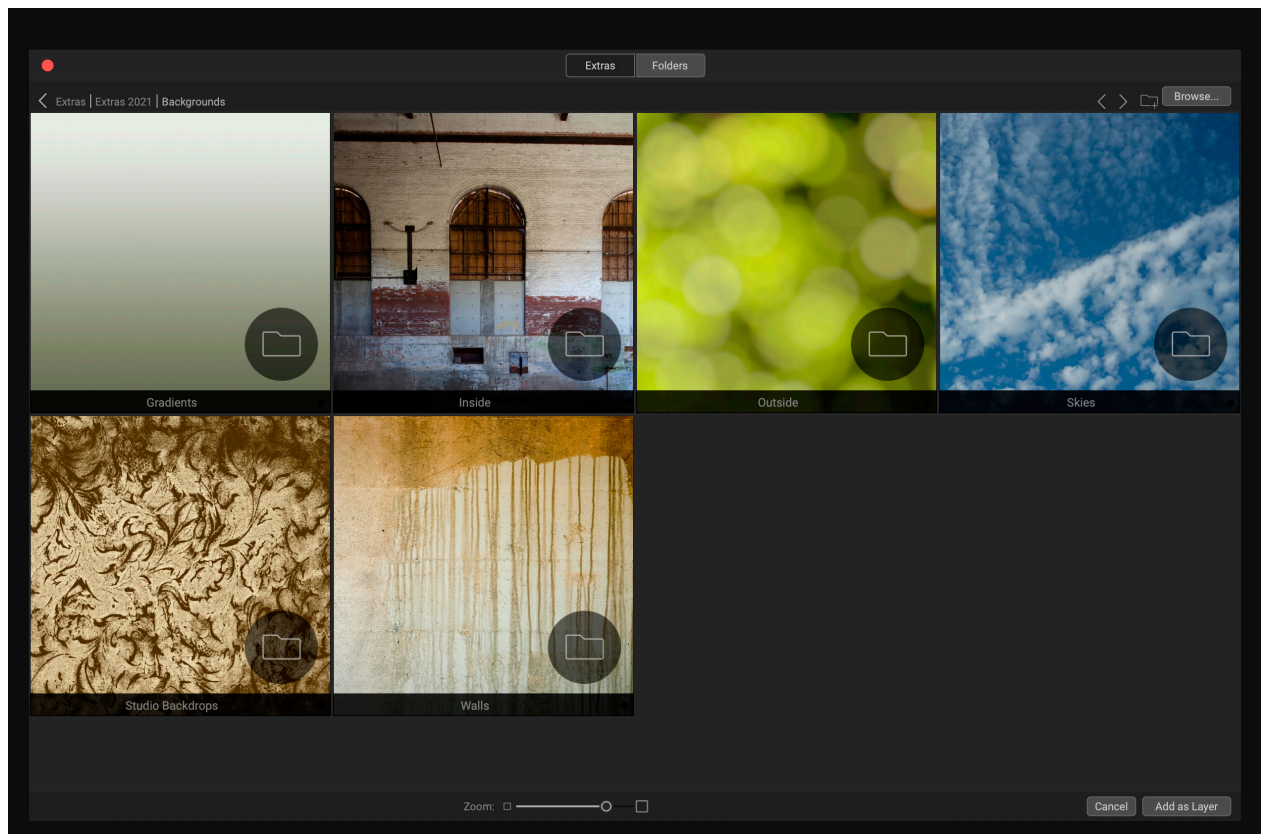 Extras Folders
Extras | Extras 2021 | Backgrounds
Browse...
Gradients
Inside
Outside
Skies
Studio Backdrops
Walls
Zoom:
Cancel
Add as Layer